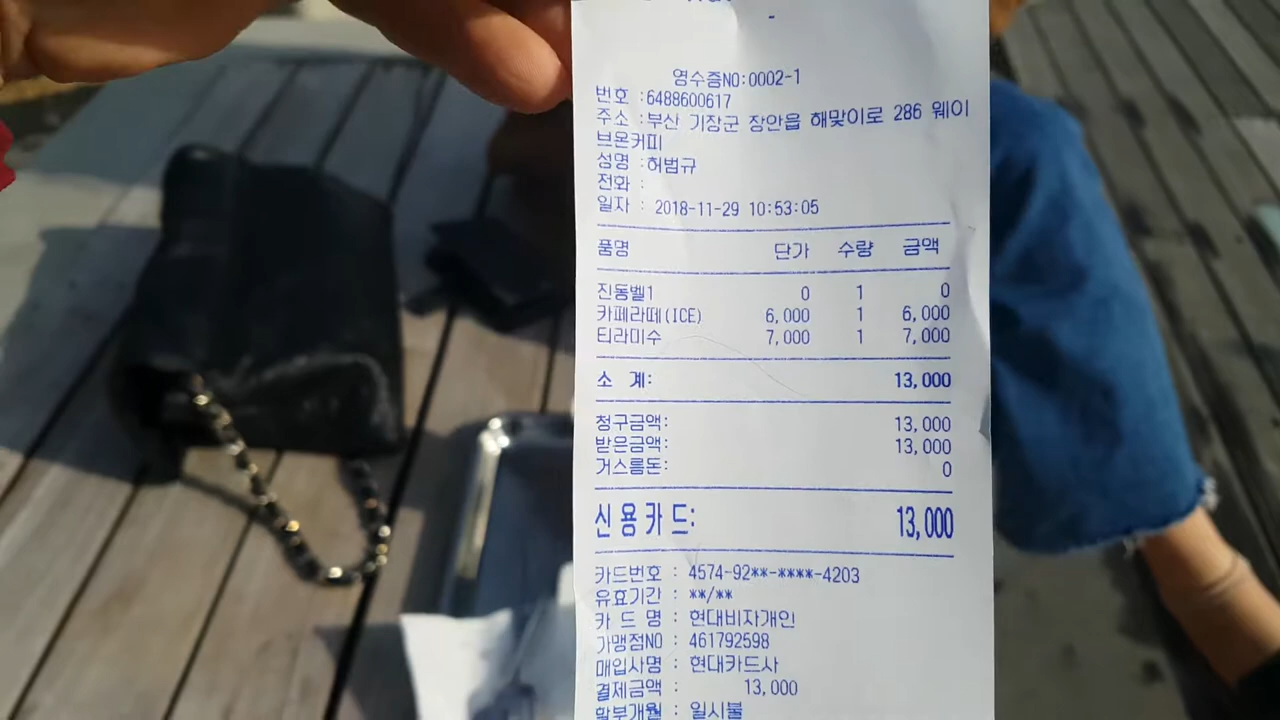 영수증NO:0002-1
번호 :6488600617
주소 :부산 기장군 장안읍 해맞이로 286 웨이
브온커피
성명 :허범규
전화 :
일자 : 2018-11-29 10:53:05
품명 단가 수량 금액
진동벨1 0 1 0
카페라떼(ICE) 6,000 1 6,000
티라미수 7,000 1 7,000
소 계: 13,000
청구금액: 13,000
받은금액: 13,000
거스름돈: 0
신용카드: 13,000
카드번호 : 4574-92**-****-4203
유효기간 : **/**
카 드 명 : 현대비자개인
가맹점NO : 461792598
매입사명 : 현대카드사
결제금액 : 13,000
할부개월 : 일시불